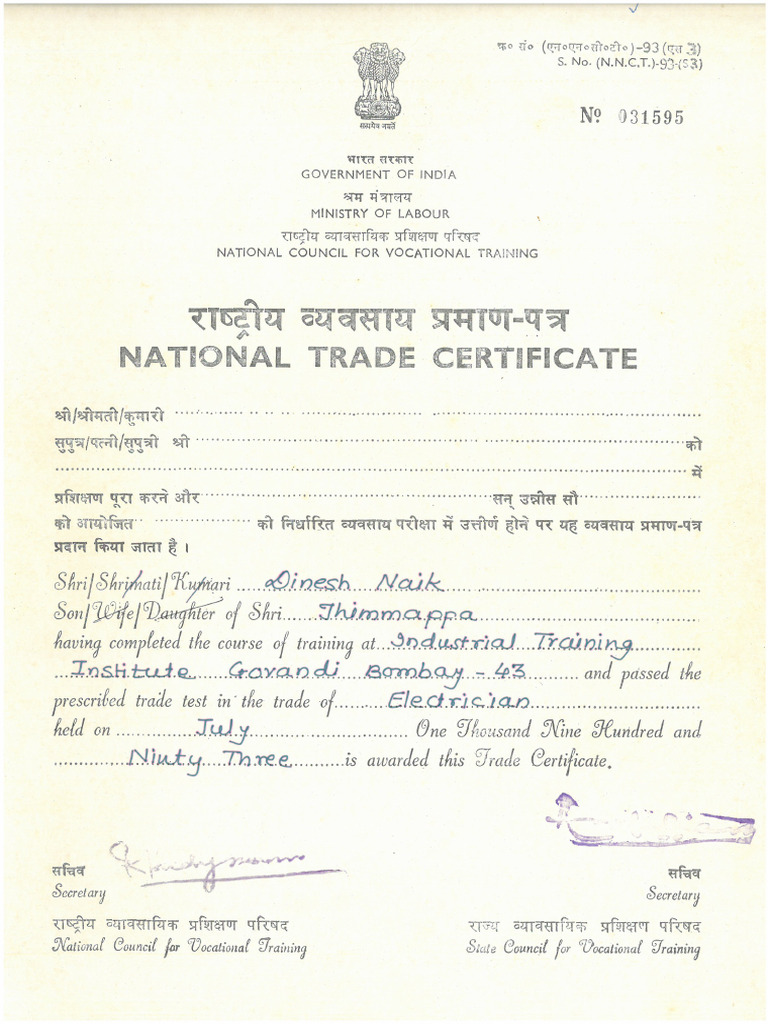 क्र० सं० (एन०एन०सी०टी०)-93 (एस 3)
S. No. (N.N.C.T.)-93-(S3)
सत्यमेव जयते
Nº 031595
भारत सरकार
GOVERNMENT OF INDIA
श्रम मंत्रालय
MINISTRY OF LABOUR
राष्ट्रीय व्यावसायिक प्रशिक्षण परिषद
NATIONAL COUNCIL FOR VOCATIONAL TRAINING
राष्ट्रीय व्यवसाय प्रमाण-पत्र
NATIONAL TRADE CERTIFICATE
श्री/श्रीमती/कुमारी
सुपुत्र/पत्नी/सुपुत्री श्री को
में
प्रशिक्षण पूरा करने और सन् उन्नीस सौ
को आयोजित की निर्धारित व्यवसाय परीक्षा में उत्तीर्ण होने पर यह व्यवसाय प्रमाण-पत्र
प्रदान किया जाता है ।
Shri/Shrimati/Kumari Dinesh Naik
Son/Wife/Daughter of Shri Thimmappa
having completed the course of training at Industrial Training
Institute Govandi Bombay - 43 and passed the
prescribed trade test in the trade of Electrician
held on July One Thousand Nine Hundred and
Ninty Three is awarded this Trade Certificate.
सचिव
Secretary
राष्ट्रीय व्यावसायिक प्रशिक्षण परिषद
National Council for Vocational Training
सचिव
Secretary
राज्य व्यावसायिक प्रशिक्षण परिषद
State Council for Vocational Training